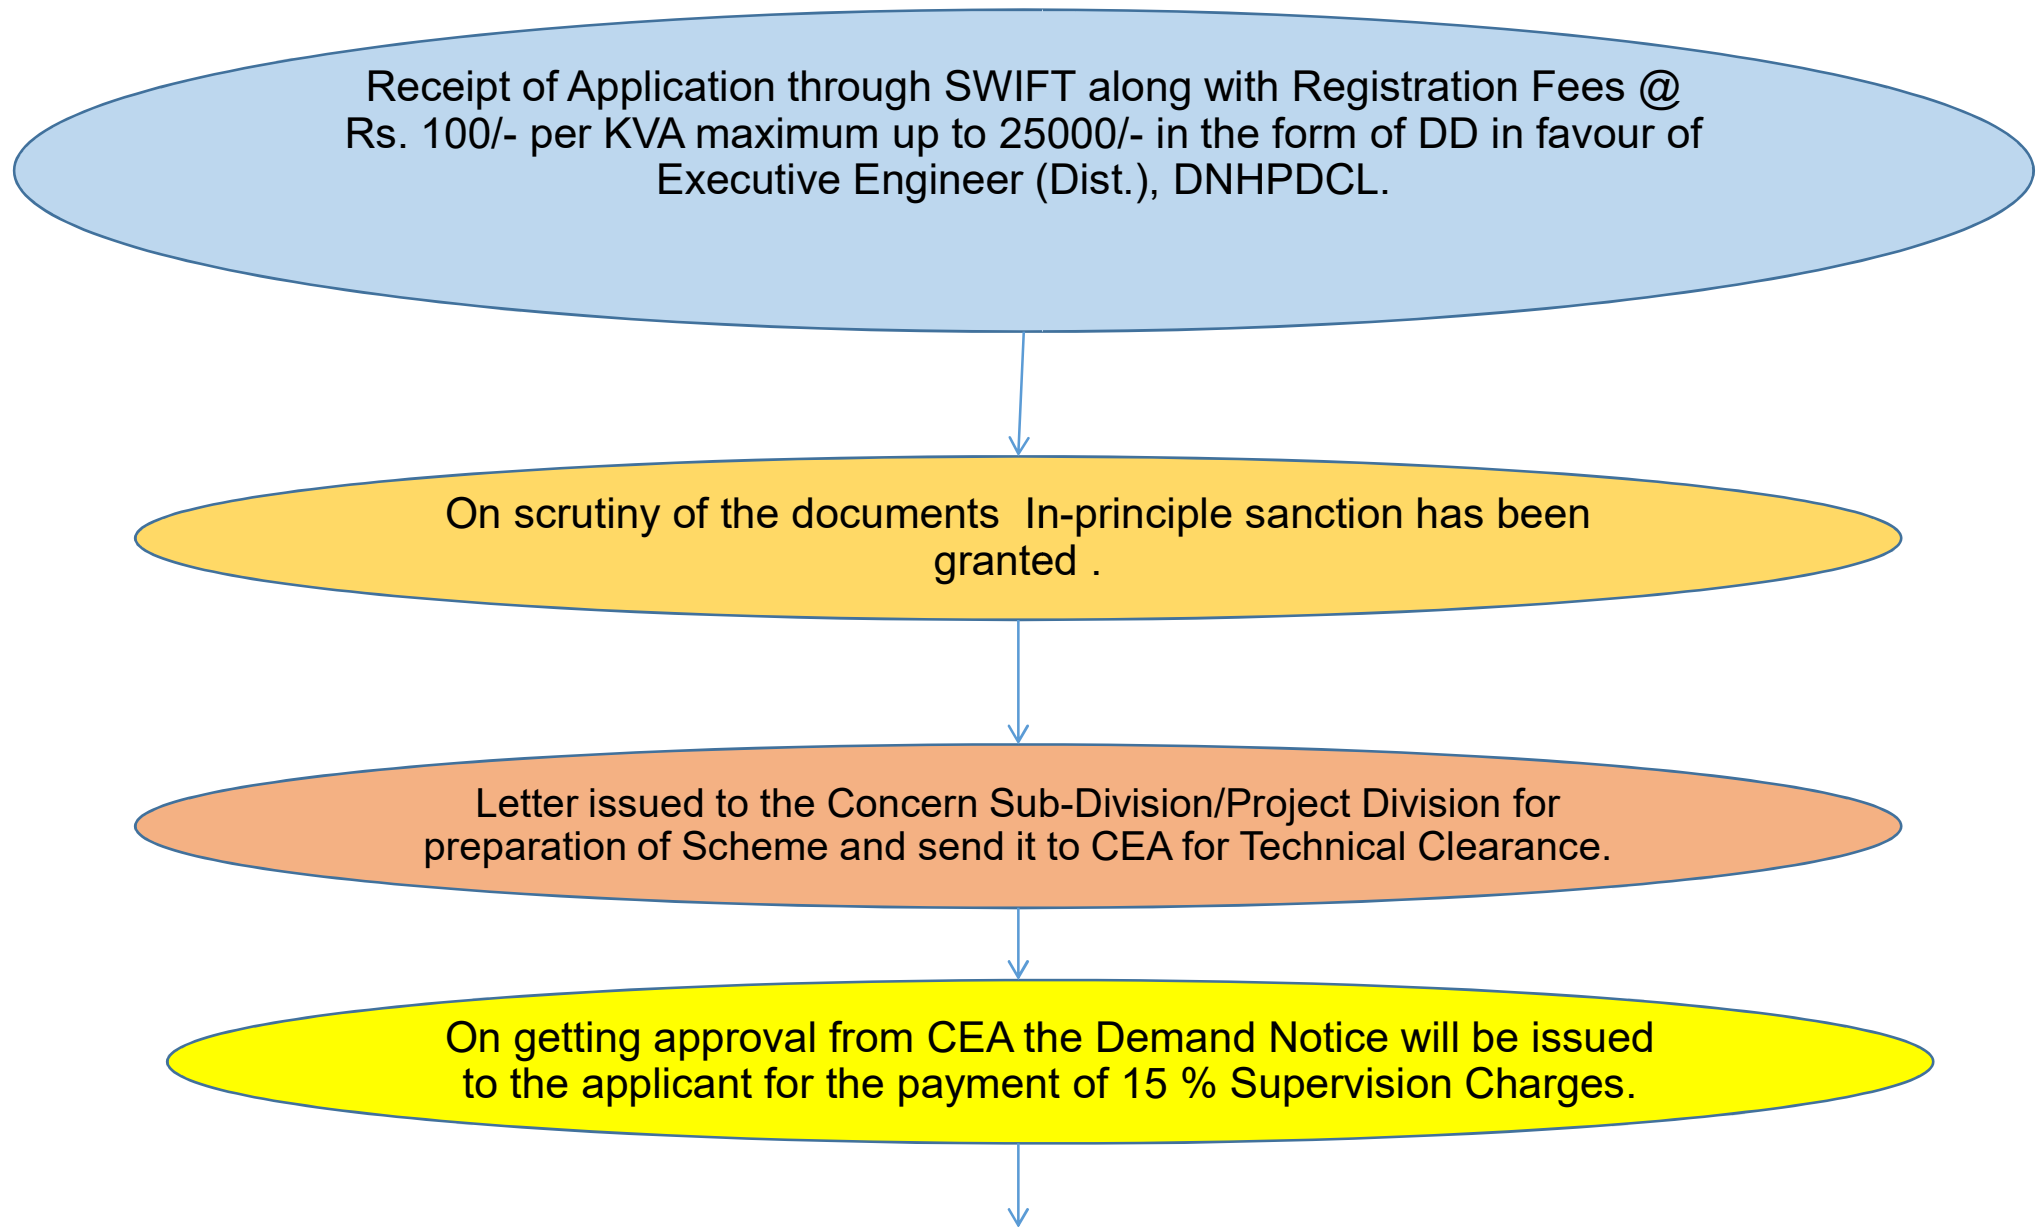 Receipt of Application through SWIFT along with Registration Fees @
Rs. 100/- per KVA maximum up to 25000/- in the form of DD in favour of
Executive Engineer (Dist.), DNHPDCL.
On scrutiny of the documents  In-principle sanction has been
granted .
Letter issued to the Concern Sub-Division/Project Division for
preparation of Scheme and send it to CEA for Technical Clearance.
On getting approval from CEA the Demand Notice will be issued
to the applicant for the payment of 15 % Supervision Charges.